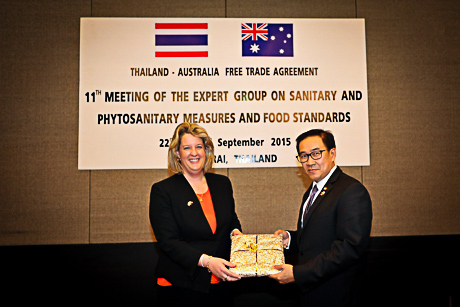 THAILAND - AUSTRALIA FREE TRADE AGREEMENT
11TH MEETING OF THE EXPERT GROUP ON SANITARY AND
PHYTOSANITARY MEASURES AND FOOD STANDARDS
22 September 2015
RAI, THAILAND